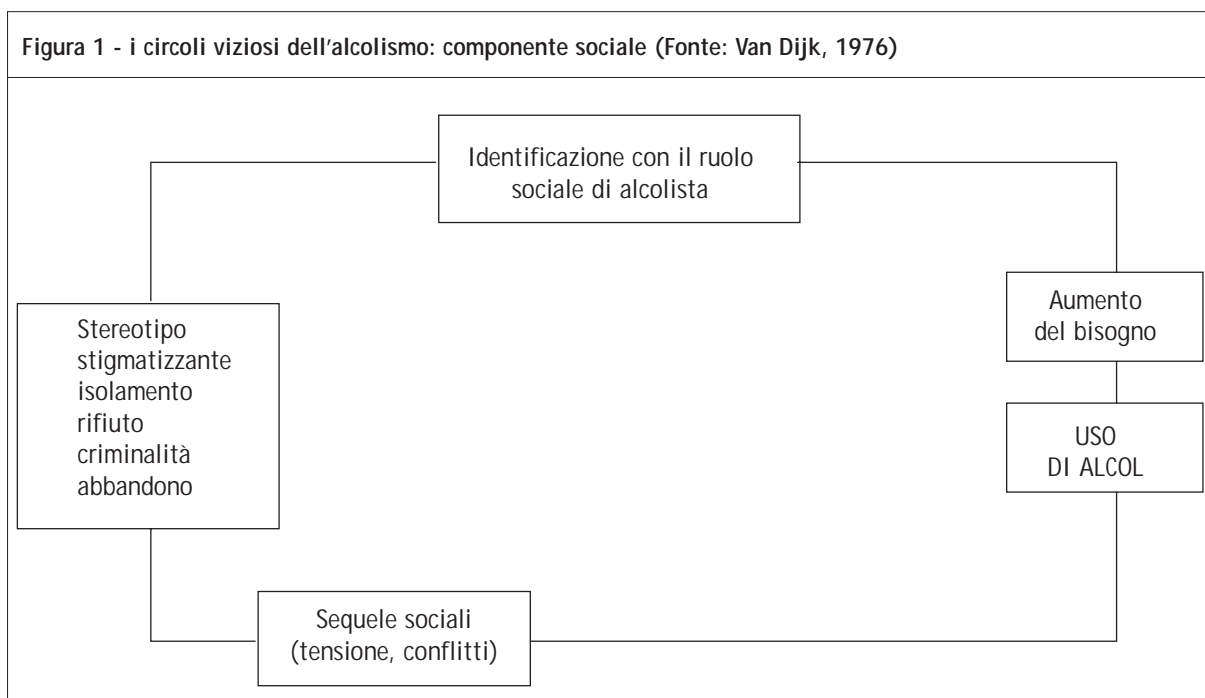 Figura 1 - i circoli viziosi dell'alcolismo: componente sociale (Fonte: Van Dijk, 1976)
Identificazione con il ruolo
sociale di alcolista
Aumento
del bisogno
USO
DI ALCOL
Stereotipo
stigmatizzante
isolamento
rifiuto
criminalità
abbandono
Sequele sociali
(tensione, conflitti)